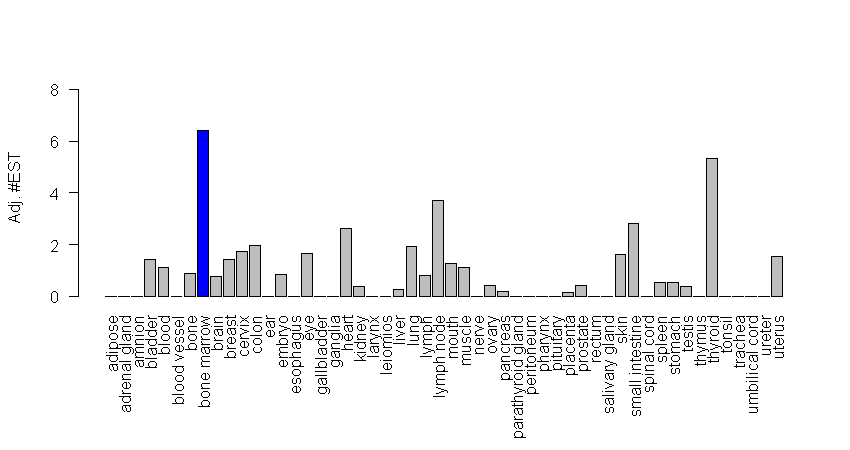 8
6
4
2
0
Adj. #EST
adipose
adrenal gland
amnion
bladder
blood
blood vessel
bone
bone marrow
brain
breast
cervix
colon
ear
embryo
esophagus
eye
gallbladder
ganglia
heart
kidney
larynx
leiomios
liver
lung
lymph
lymph node
mouth
muscle
nerve
ovary
pancreas
parathyroid gland
peritoneum
pharynx
pituitary
placenta
prostate
rectum
salivary gland
skin
small intestine
spinal cord
spleen
stomach
testis
thymus
thyroid
tonsil
trachea
umbilical cord
ureter
uterus